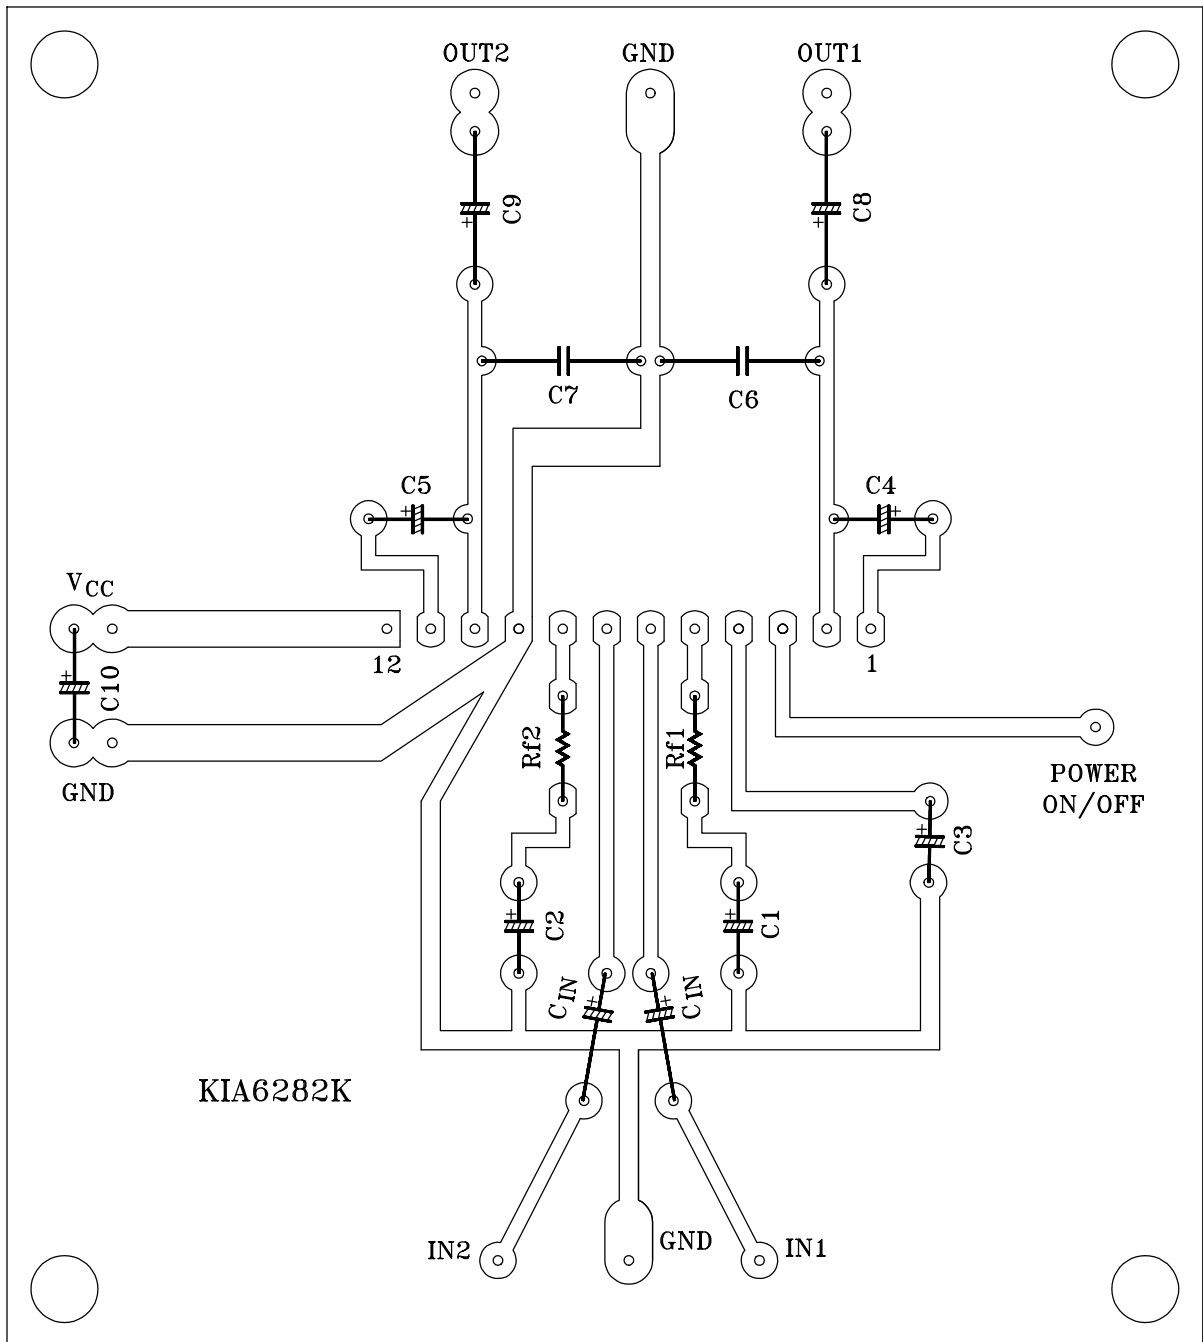 OUT2
GND
OUT1
C9
C8
C7
C6
C5
C4
VCC
12
1
C10
GND
Rf2
Rf1
POWER
ON/OFF
C3
C2
C1
CIN
CIN
KIA6282K
IN2
GND
IN1